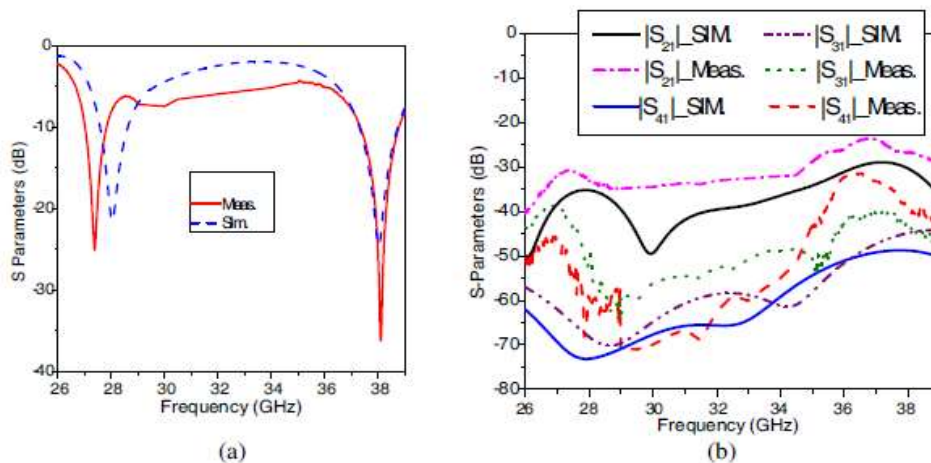 0
-10
-20
-30
-40
26 28 30 32 34 36 38
S Parameters (dB)
Frequency (GHz)
Meas.
Sim.
(a)
|S21|_SIM.
|S31|_SIM.
|S21|_Meas.
|S31|_Meas.
|S41|_SIM.
|S41|_Meas.
0
-10
-20
-30
-40
-50
-60
-70
-80
26 28 30 32 34 36 38
S-Parameters (dB)
Frequency (GHz)
(b)